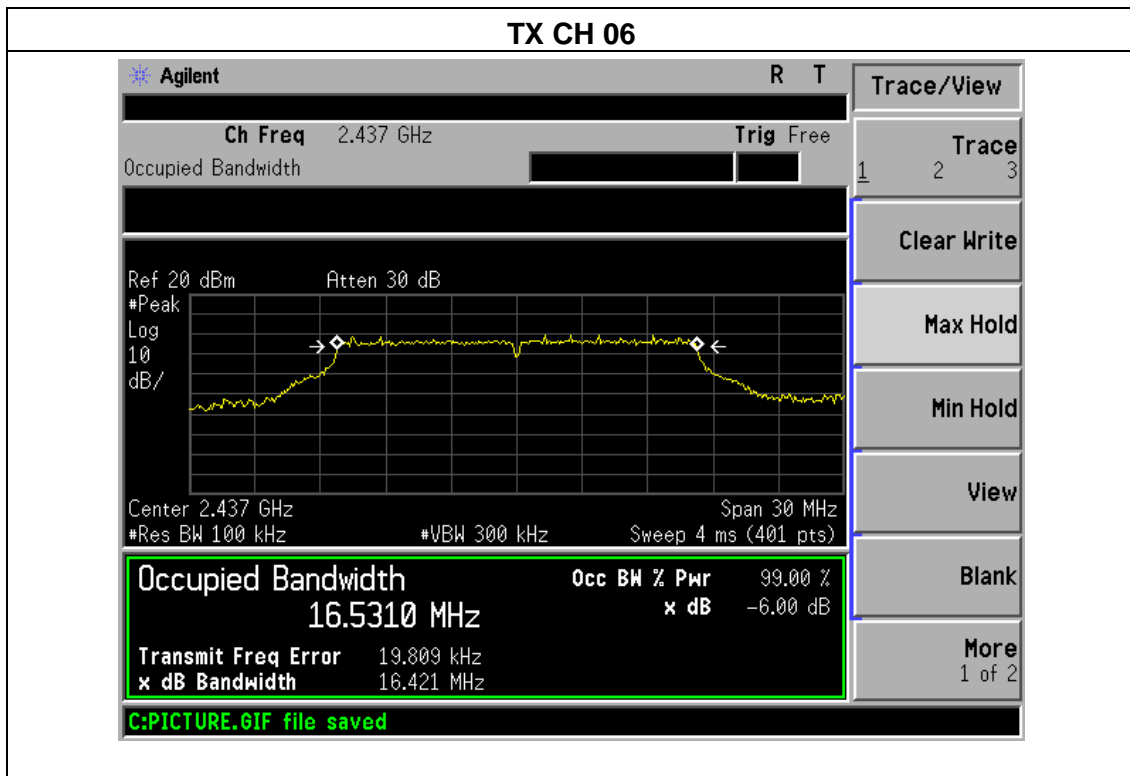 TX CH 06
Agilent R T
Trace/View
Ch Freq 2.437 GHz Trig Free
Occupied Bandwidth
Trace
1 2 3
Clear Write
Ref 20 dBm Atten 30 dB
#Peak
Log
10
dB/
Max Hold
Min Hold
View
Center 2.437 GHz Span 30 MHz
#Res BW 100 kHz #VBW 300 kHz Sweep 4 ms (401 pts)
Occupied Bandwidth Occ BW % Pwr 99.00 %
16.5310 MHz x dB -6.00 dB
Blank
Transmit Freq Error 19.809 kHz
x dB Bandwidth 16.421 MHz
More
1 of 2
C:PICTURE.GIF file saved